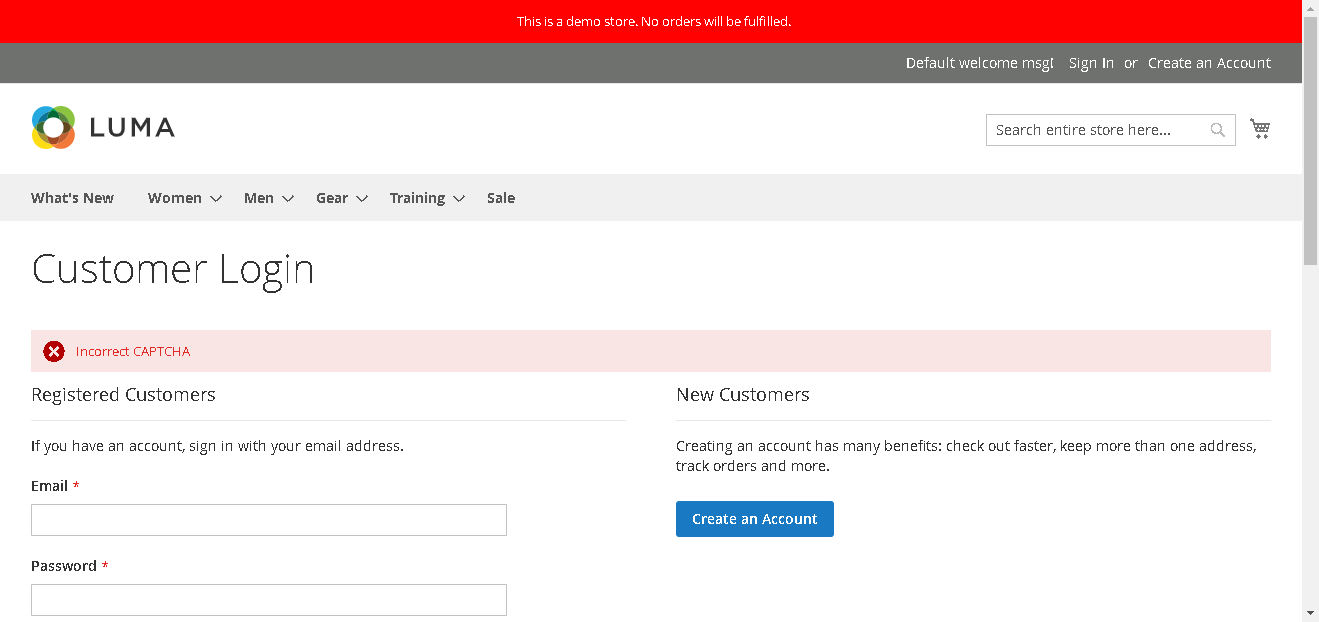 This is a demo store. No orders will be fulfilled.
Default welcome msg! Sign In or Create an Account
LUMA
Search entire store here...
What's New Women Men Gear Training Sale
Customer Login
Incorrect CAPTCHA
Registered Customers
If you have an account, sign in with your email address.
Email *
Password *
New Customers
Creating an account has many benefits: check out faster, keep more than one address,
track orders and more.
Create an Account